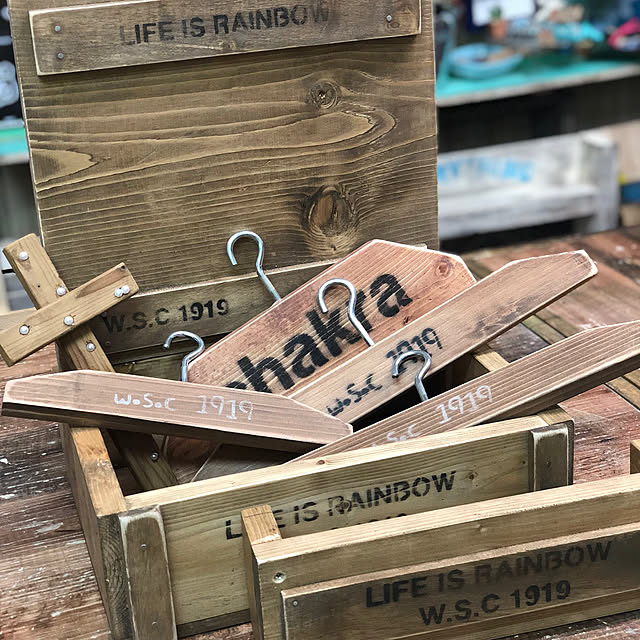 LIFE IS RAINBOW
W.S.C 1919
chakra
W.S.C 1919
W.S.C 1919
S.C 1919
LIFE IS RAINBOW
LIFE IS RAINBOW
W.S.C 1919